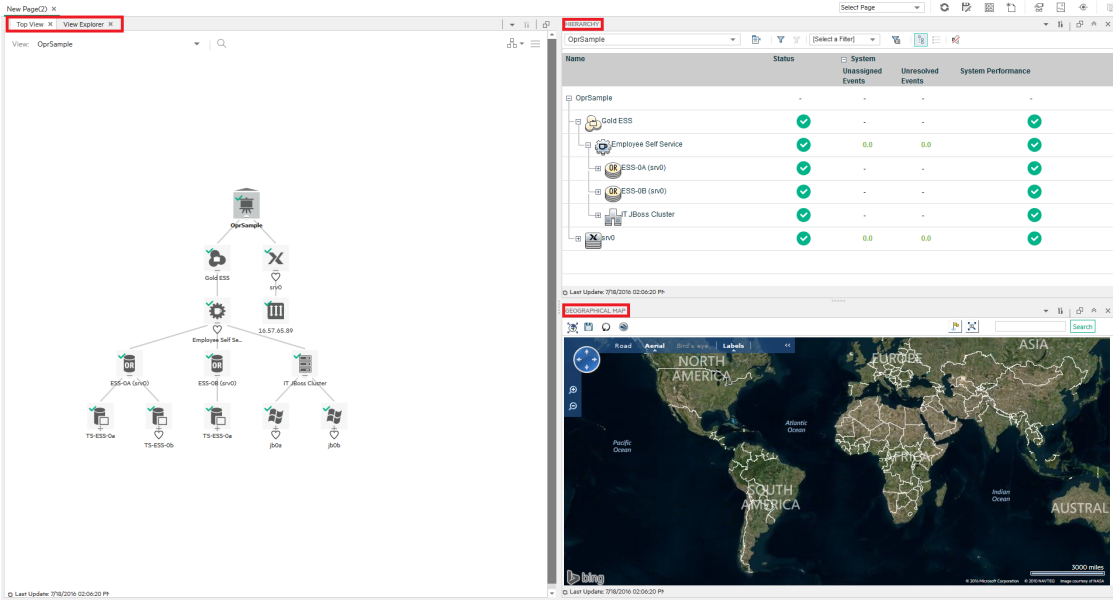 New Page(2) ×
Select Page
Top View ×
View Explorer ×
View: OprSample
OprSample
Gold ESS
srv0
Employee Self Se...
16.57.65.89
ESS-0A (srv0)
ESS-0B (srv0)
IT JBoss Cluster
TS-ESS-0a
TS-ESS-0b
TS-ESS-0a
jb0a
jb0b
Last Update: 7/18/2016 02:06:20 PM
HIERARCHY
OprSample
[Select a Filter]
Name
Status
System
Unassigned Events
Unresolved Events
System Performance
OprSample - - - -
Gold ESS - -
Employee Self Service 0.0 0.0
ESS-0A (srv0) - -
ESS-0B (srv0) - -
IT JBoss Cluster - -
srv0 0.0 0.0
Last Update: 7/18/2016 02:06:20 PM
GEOGRAPHICAL MAP
Search
Road Aerial Bird's eye Labels <<
NORTH AMERICA
EUROPE
ASIA
Atlantic Ocean
Pacific Ocean
AFRICA
SOUTH AMERICA
Indian Ocean
AUSTRAL
3000 miles
bing
© 2016 Microsoft Corporation © 2010 NAVTEQ Image courtesy of NASA
Last Update: 7/18/2016 02:06:20 PM